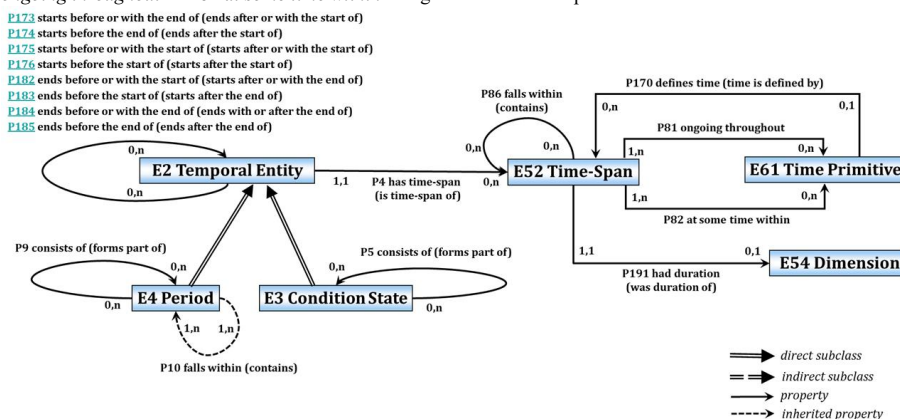 P173 starts before or with the end of (ends after or with the start of)
P174 starts before the end of (ends after the start of)
P175 starts before or with the start of (starts after or with the start of)
P176 starts before the start of (starts after the start of)
P182 ends before or with the start of (starts after or with the end of)
P183 ends before the start of (starts after the end of)
P184 ends before or with the end of (ends with or after the end of)
P185 ends before the end of (ends after the end of)
P86 falls within
(contains)
P170 defines time (time is defined by)
0,n
0,1
P81 ongoing throughout
0,n
0,n
0,n
1,n
0,n
E2 Temporal Entity
E52 Time-Span
E61 Time Primitive
0,n
1,1
P4 has time-span
(is time-span of)
0,n
1,n
0,n
P82 at some time within
P9 consists of (forms part of)
P5 consists of (forms part of)
1,1
0,1
0,n
0,n
P191 had duration
(was duration of)
E54 Dimension
E4 Period
E3 Condition State
0,n
0,n
1,n
1,n
P10 falls within (contains)
direct subclass
indirect subclass
property
inherited property